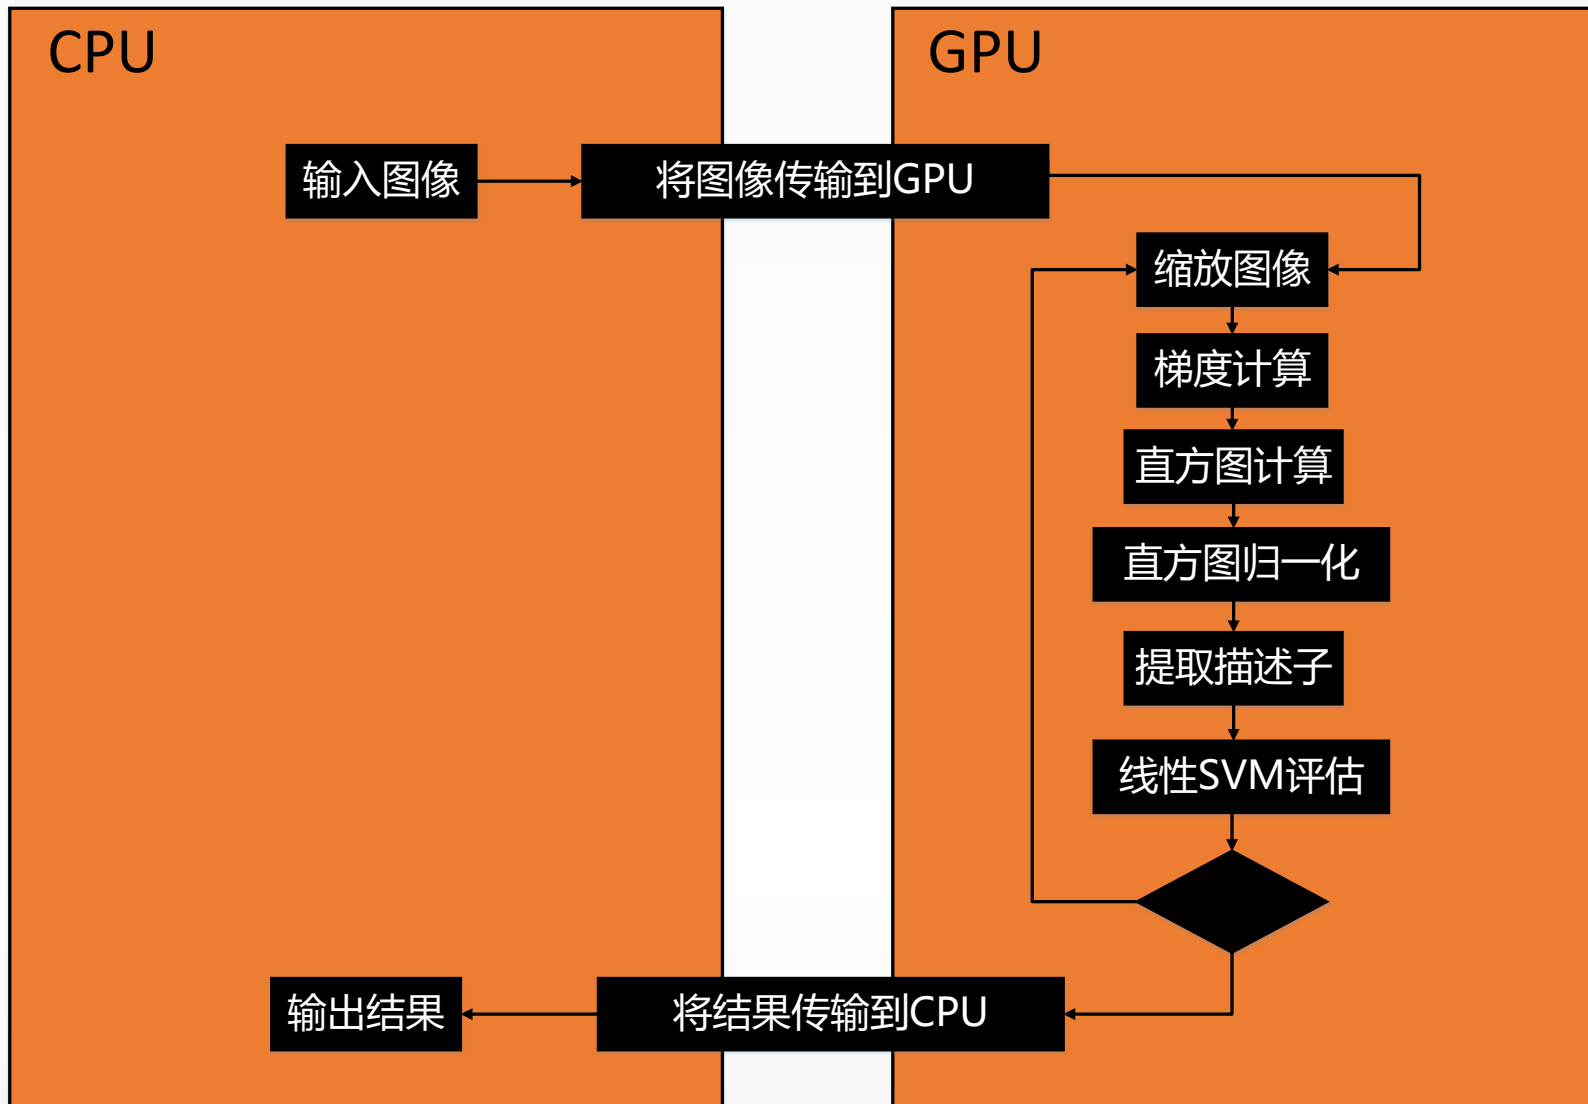 CPU
GPU
输入图像
将图像传输到GPU
缩放图像
梯度计算
直方图计算
直方图归一化
提取描述子
线性SVM评估
输出结果
将结果传输到CPU